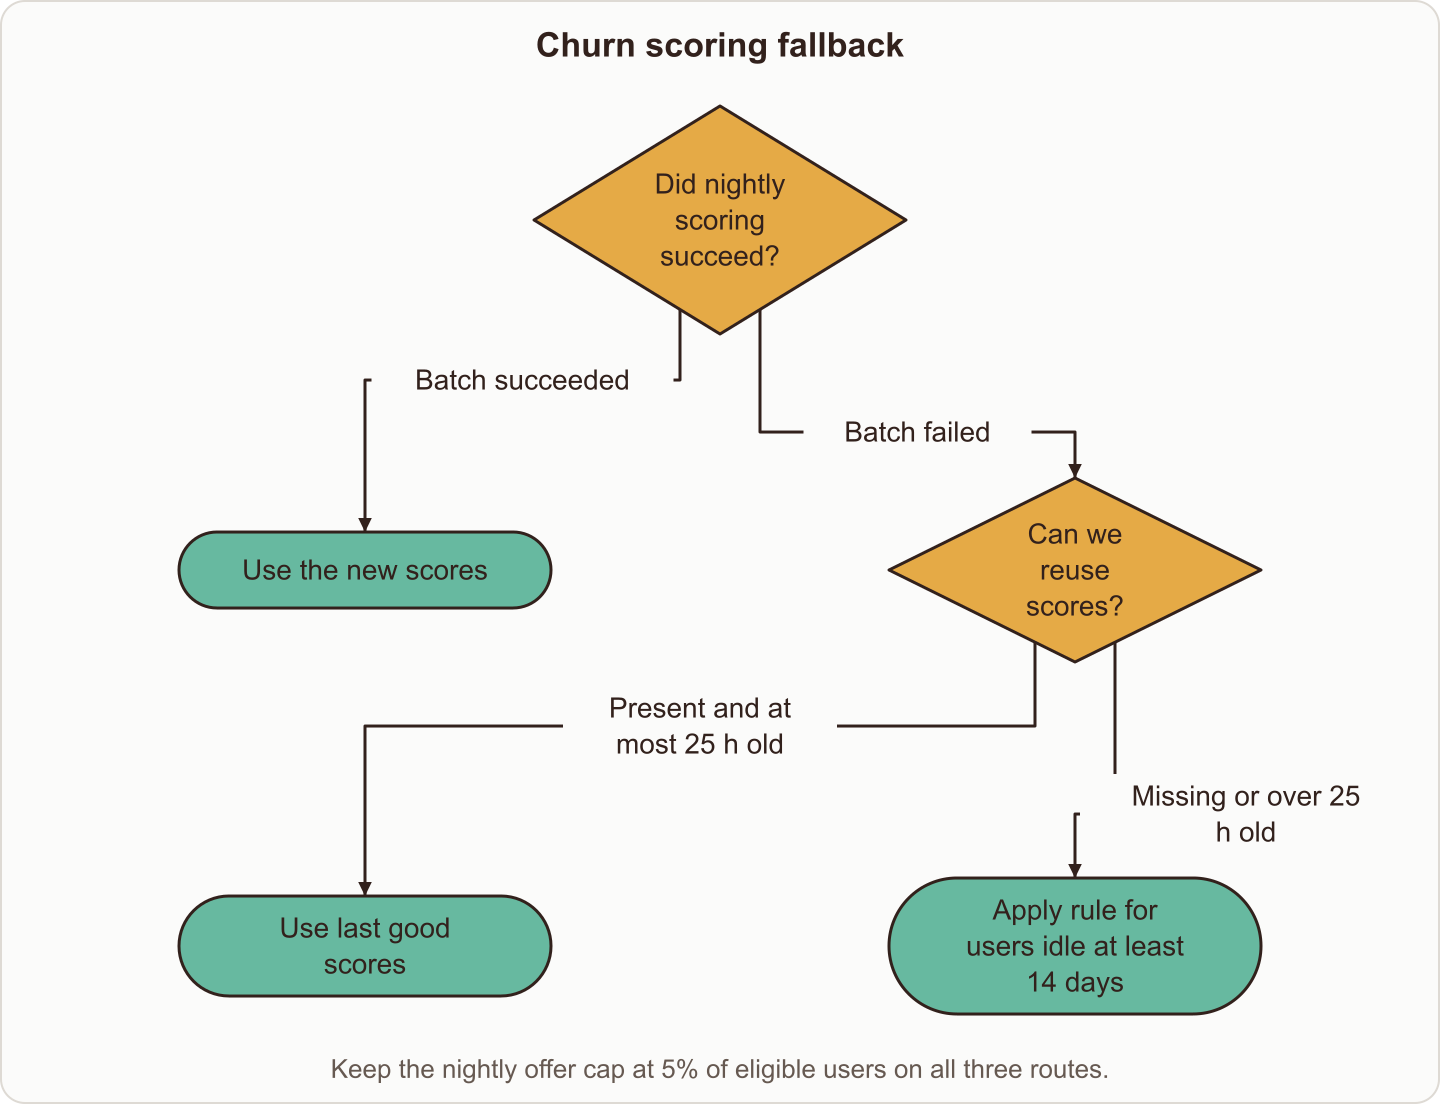 Churn scoring fallback
Did nightly
scoring
succeed?
Batch succeeded
Batch failed
Use the new scores
Can we
reuse
scores?
Present and at
most 25 h old
Missing or over 25
h old
Use last good
scores
Apply rule for
users idle at least
14 days
Keep the nightly offer cap at 5% of eligible users on all three routes.